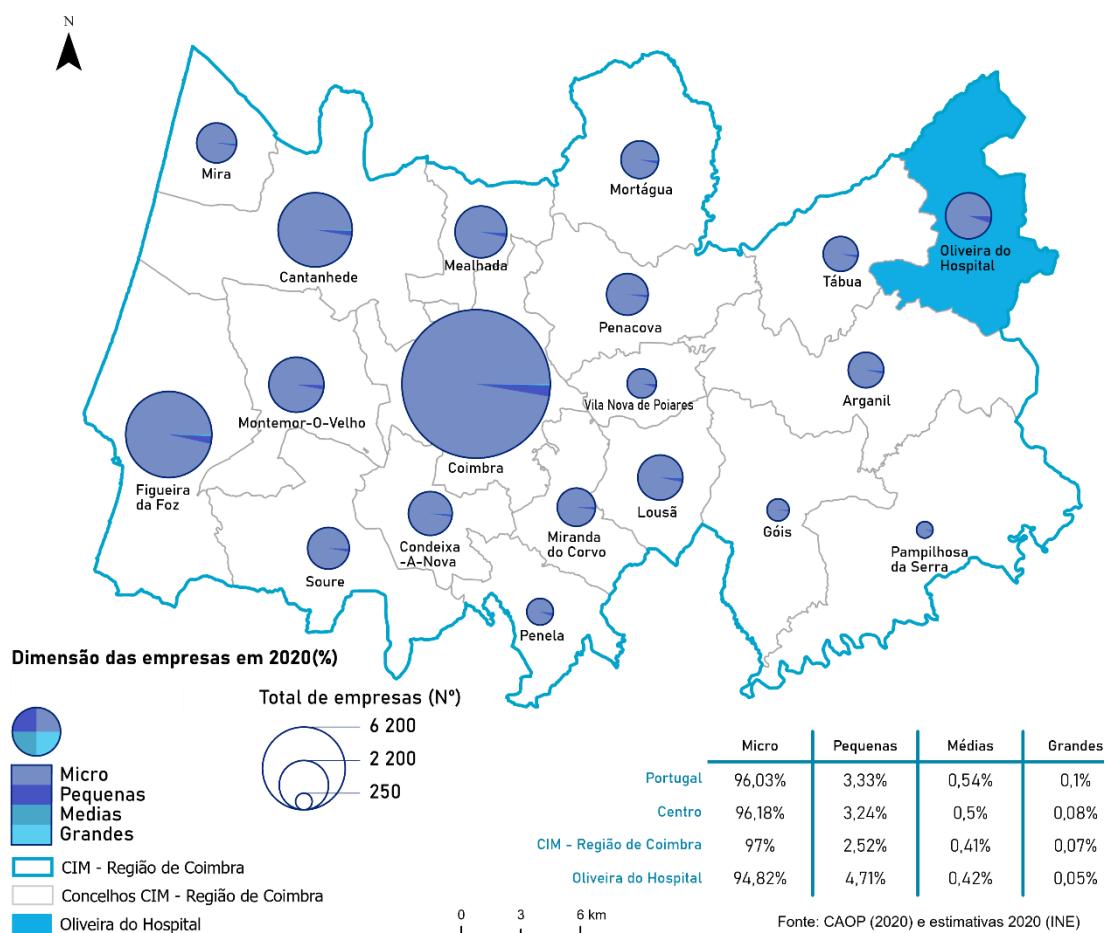 N
Mira
Cantanhede
Mealhada
Mortágua
Oliveira do
Hospital
Tábua
Penacova
Montemor-O-Velho
Vila Nova de Poiares
Arganil
Coimbra
Figueira
da Foz
Lousã
Condeixa
-A-Nova
Miranda
do Corvo
Góis
Pampilhosa
da Serra
Soure
Penela
Dimensão das empresas em 2020(%)
Total de empresas (Nº)
6 200
2 200
250
Micro
Pequenas
Medias
Grandes
CIM - Região de Coimbra
Concelhos CIM - Região de Coimbra
Oliveira do Hospital
0 3 6 km
Micro Pequenas Médias Grandes
Portugal 96,03% 3,33% 0,54% 0,1%
Centro 96,18% 3,24% 0,5% 0,08%
CIM - Região de Coimbra 97% 2,52% 0,41% 0,07%
Oliveira do Hospital 94,82% 4,71% 0,42% 0,05%
Fonte: CAOP (2020) e estimativas 2020 (INE)